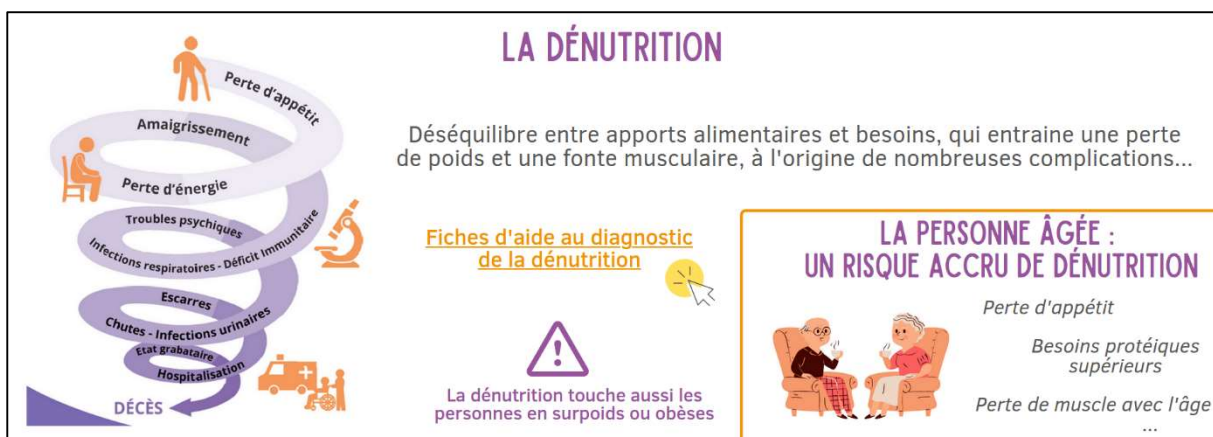 LA DÉNUTRITION
Perte d'appétit
Amaigrissement
Perte d'énergie
Troubles psychiques
Infections respiratoires - Déficit Immunitaire
Escarres
Chutes - Infections urinaires
Etat grabataire
Hospitalisation
DÉCÈS
Déséquilibre entre apports alimentaires et besoins, qui entraine une perte
de poids et une fonte musculaire, à l'origine de nombreuses complications...
Fiches d'aide au diagnostic
de la dénutrition
La dénutrition touche aussi les
personnes en surpoids ou obèses
LA PERSONNE ÂGÉE :
UN RISQUE ACCRU DE DÉNUTRITION
Perte d'appétit
Besoins protéiques
supérieurs
Perte de muscle avec l'âge
...